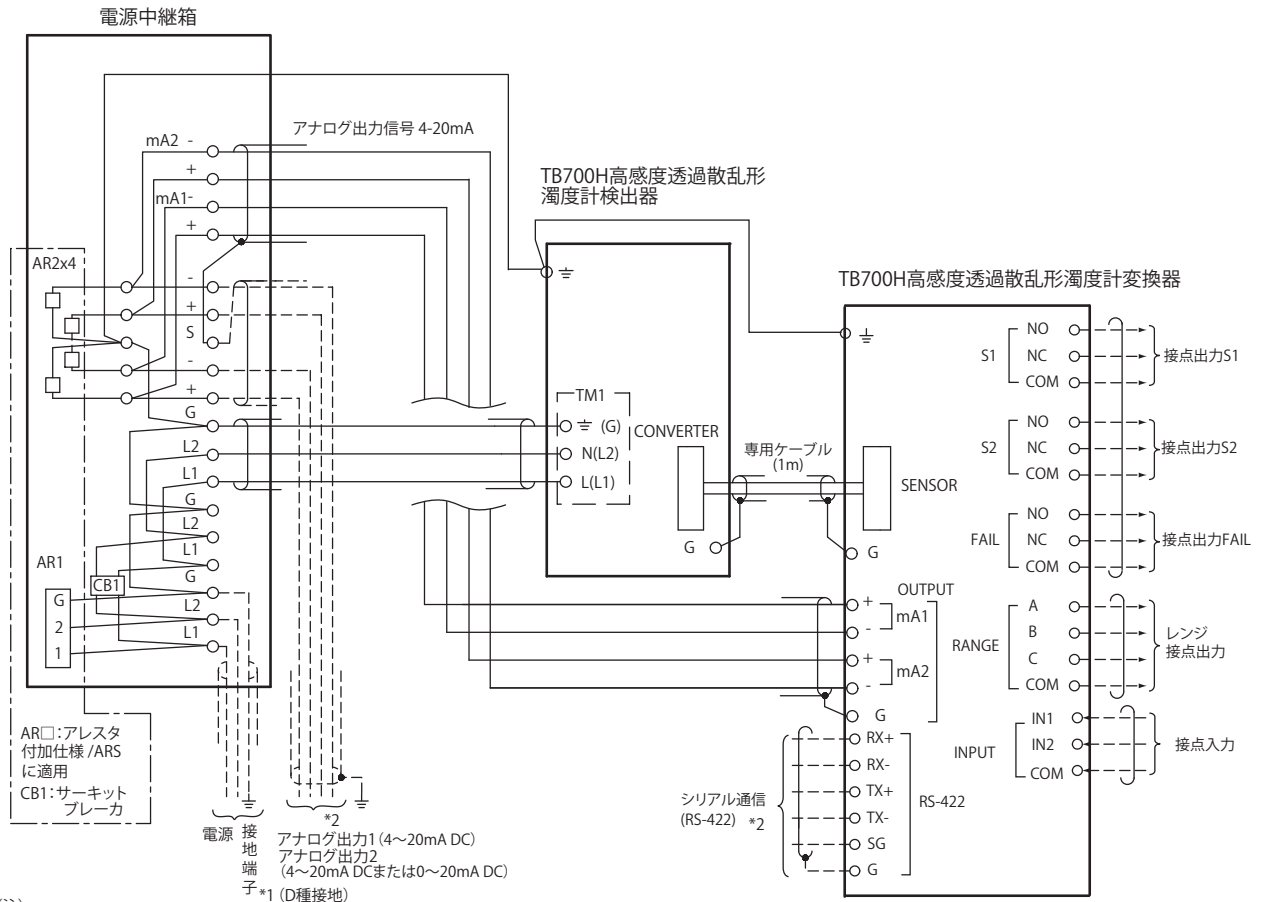 電源中継箱
mA2 -
+
mA1-
+
アナログ出力信号 4-20mA
AR2x4
-
+
S
-
+
G
L2
L1
G
L2
L1
G
L2
L1
AR1
CB1
G
2
1
AR□：アレスタ
付加仕様 /ARS
に適用
CB1：サーキット
ブレーカ
電源
接地端子
*1（D種接地）
*2
アナログ出力1（4～20mA DC）
アナログ出力2
（4～20mA DCまたは0～20mA DC）
TB700H高感度透過散乱形
濁度計検出器
TM1
(G)
N(L2)
L(L1)
CONVERTER
G
専用ケーブル
(1m)
TB700H高感度透過散乱形濁度計変換器
SENSOR
G
OUTPUT
+
-
mA1
+
-
mA2
G
RX+
RX-
TX+
TX-
SG
G
RS-422
シリアル通信
(RS-422) *2
S1
NO
NC
COM
接点出力S1
S2
NO
NC
COM
接点出力S2
FAIL
NO
NC
COM
接点出力FAIL
RANGE
A
B
C
COM
レンジ
接点出力
INPUT
IN1
IN2
COM
接点入力